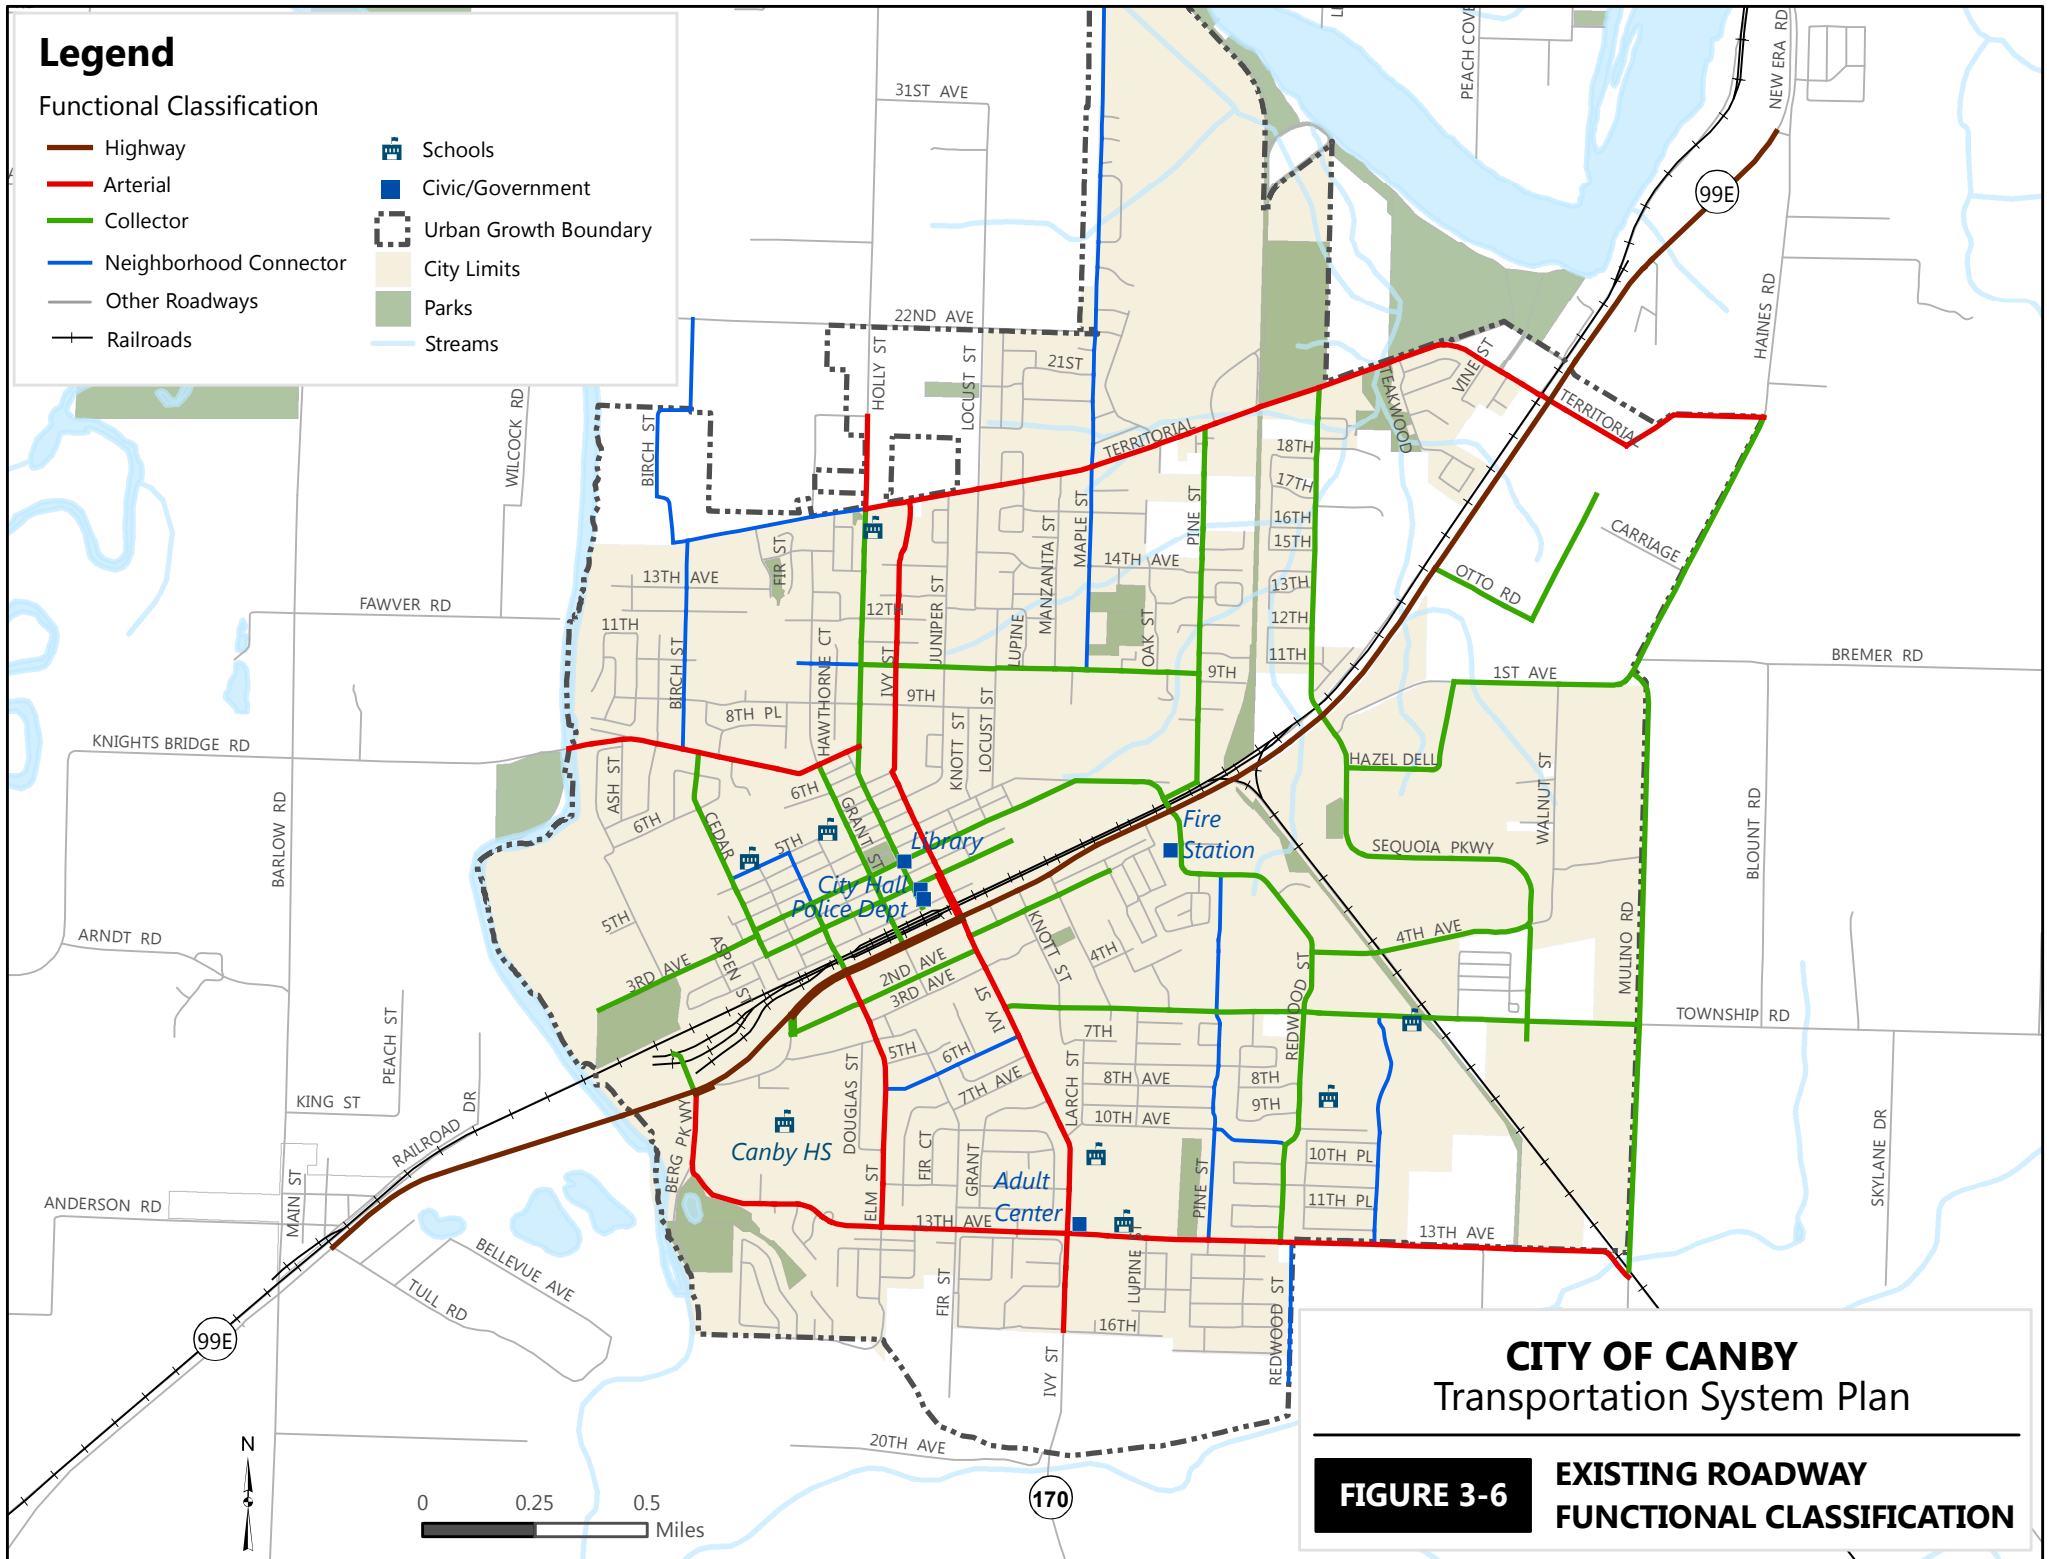 Legend
Functional Classification
Highway
Arterial
Collector
Neighborhood Connector
Other Roadways
Railroads
Schools
Civic/Government
Urban Growth Boundary
City Limits
Parks
Streams
31ST AVE
PEACH COVE
NEW ERA RD
99E
HAINES RD
22ND AVE
HOLLY ST
LOCUST ST
21ST
TERRITORIAL
TEAKWOOD
VINE ST
TERRITORIAL
WILCOCK RD
BIRCH ST
18TH
17TH
16TH
15TH
13TH
12TH
11TH
PINE ST
MAPLE ST
MANZANITA ST
14TH AVE
OAK ST
LUPINE
JUNIPER ST
12TH
IVY ST
FIR ST
13TH AVE
11TH
BIRCH ST
HAWTHORNE CT
9TH
9TH
8TH PL
KNOTT ST
LOCUST ST
CARRIAGE
OTTO RD
1ST AVE
BREMER RD
FAWVER RD
KNIGHTS BRIDGE RD
BARLOW RD
ASH ST
6TH
6TH
CEDAR
5TH
GRANT ST
HAZEL DELL
WALNUT ST
SEQUOIA PKWY
BLOUNT RD
Library
City Hall
Police Dept
Fire
Station
5TH
ASPEN ST
3RD AVE
2ND AVE
3RD AVE
KNOTT ST
4TH
4TH AVE
REDWOOD ST
MULINO RD
TOWNSHIP RD
ARNDT RD
PEACH ST
KING ST
RAILROAD DR
IVY ST
5TH
6TH
7TH AVE
7TH
8TH AVE
10TH AVE
LARCH ST
8TH
9TH
10TH PL
11TH PL
DOUGLAS ST
BERG PKWY
Canby HS
FIR CT
GRANT
ELM ST
13TH AVE
Adult
Center
LUPINE ST
PINE ST
13TH AVE
SKYLANE DR
ANDERSON RD
MAIN ST
BELLEVUE AVE
TULL RD
FIR ST
16TH
REDWOOD ST
IVY ST
20TH AVE
99E
170
N
0 0.25 0.5
Miles
CITY OF CANBY
Transportation System Plan
FIGURE 3-6
EXISTING ROADWAY
FUNCTIONAL CLASSIFICATION